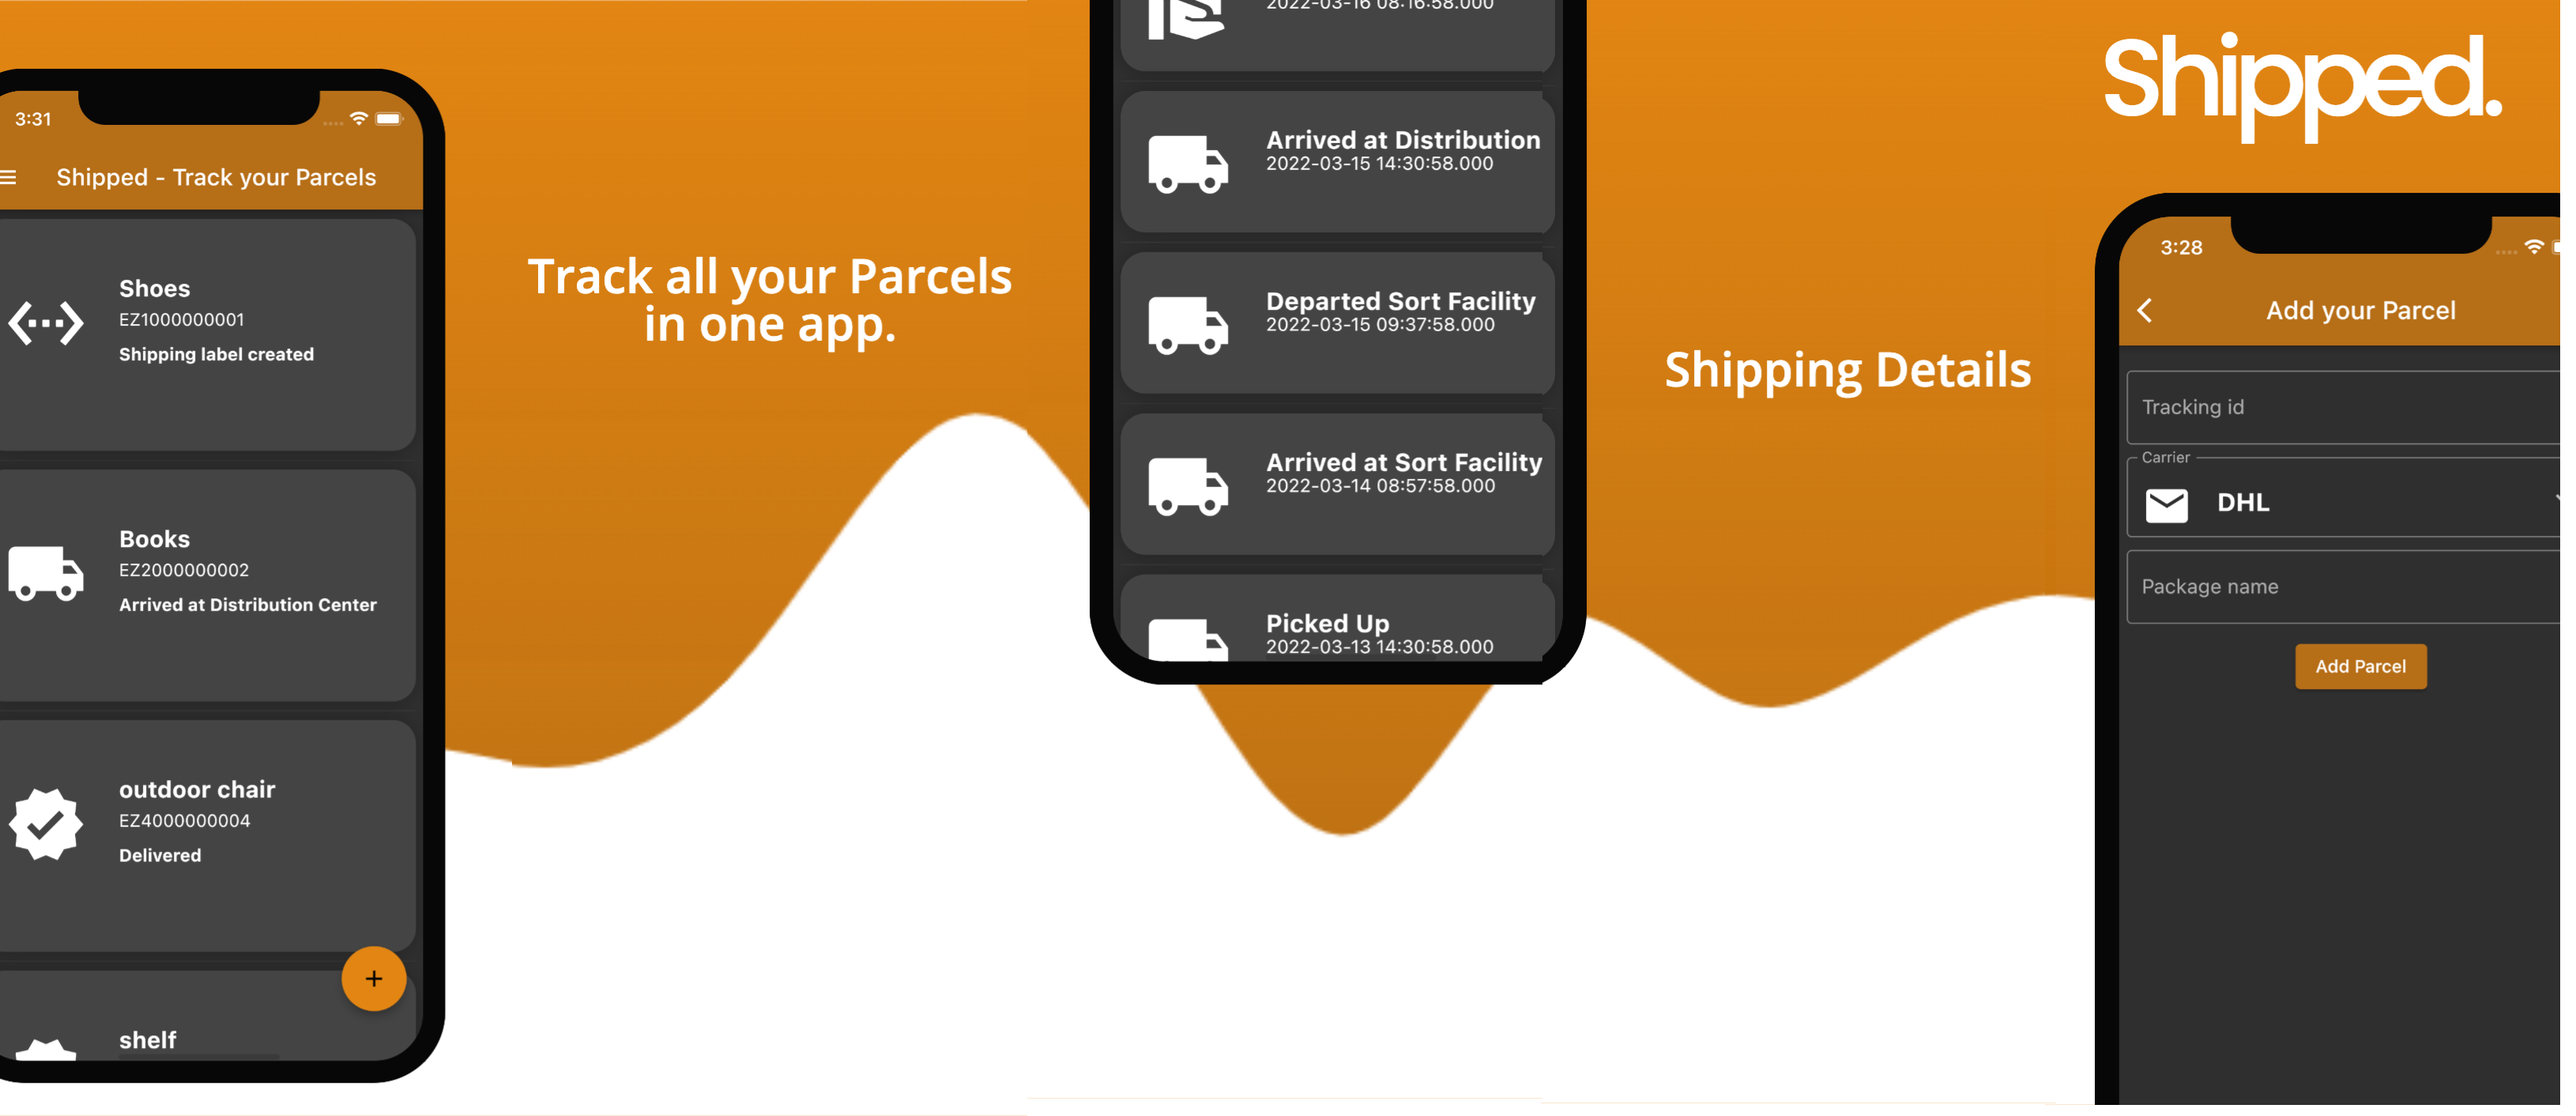 3:31
Shipped - Track your Parcels
Shoes
EZ1000000001
Shipping label created
Books
EZ2000000002
Arrived at Distribution Center
outdoor chair
EZ4000000004
Delivered
shelf
Track all your Parcels
in one app.
2022-03-16 08:16:58.000
Arrived at Distribution
2022-03-15 14:30:58.000
Departed Sort Facility
2022-03-15 09:37:58.000
Arrived at Sort Facility
2022-03-14 08:57:58.000
Picked Up
2022-03-13 14:30:58.000
Shipping Details
Shipped.
3:28
Add your Parcel
Tracking id
Carrier
DHL
Package name
Add Parcel